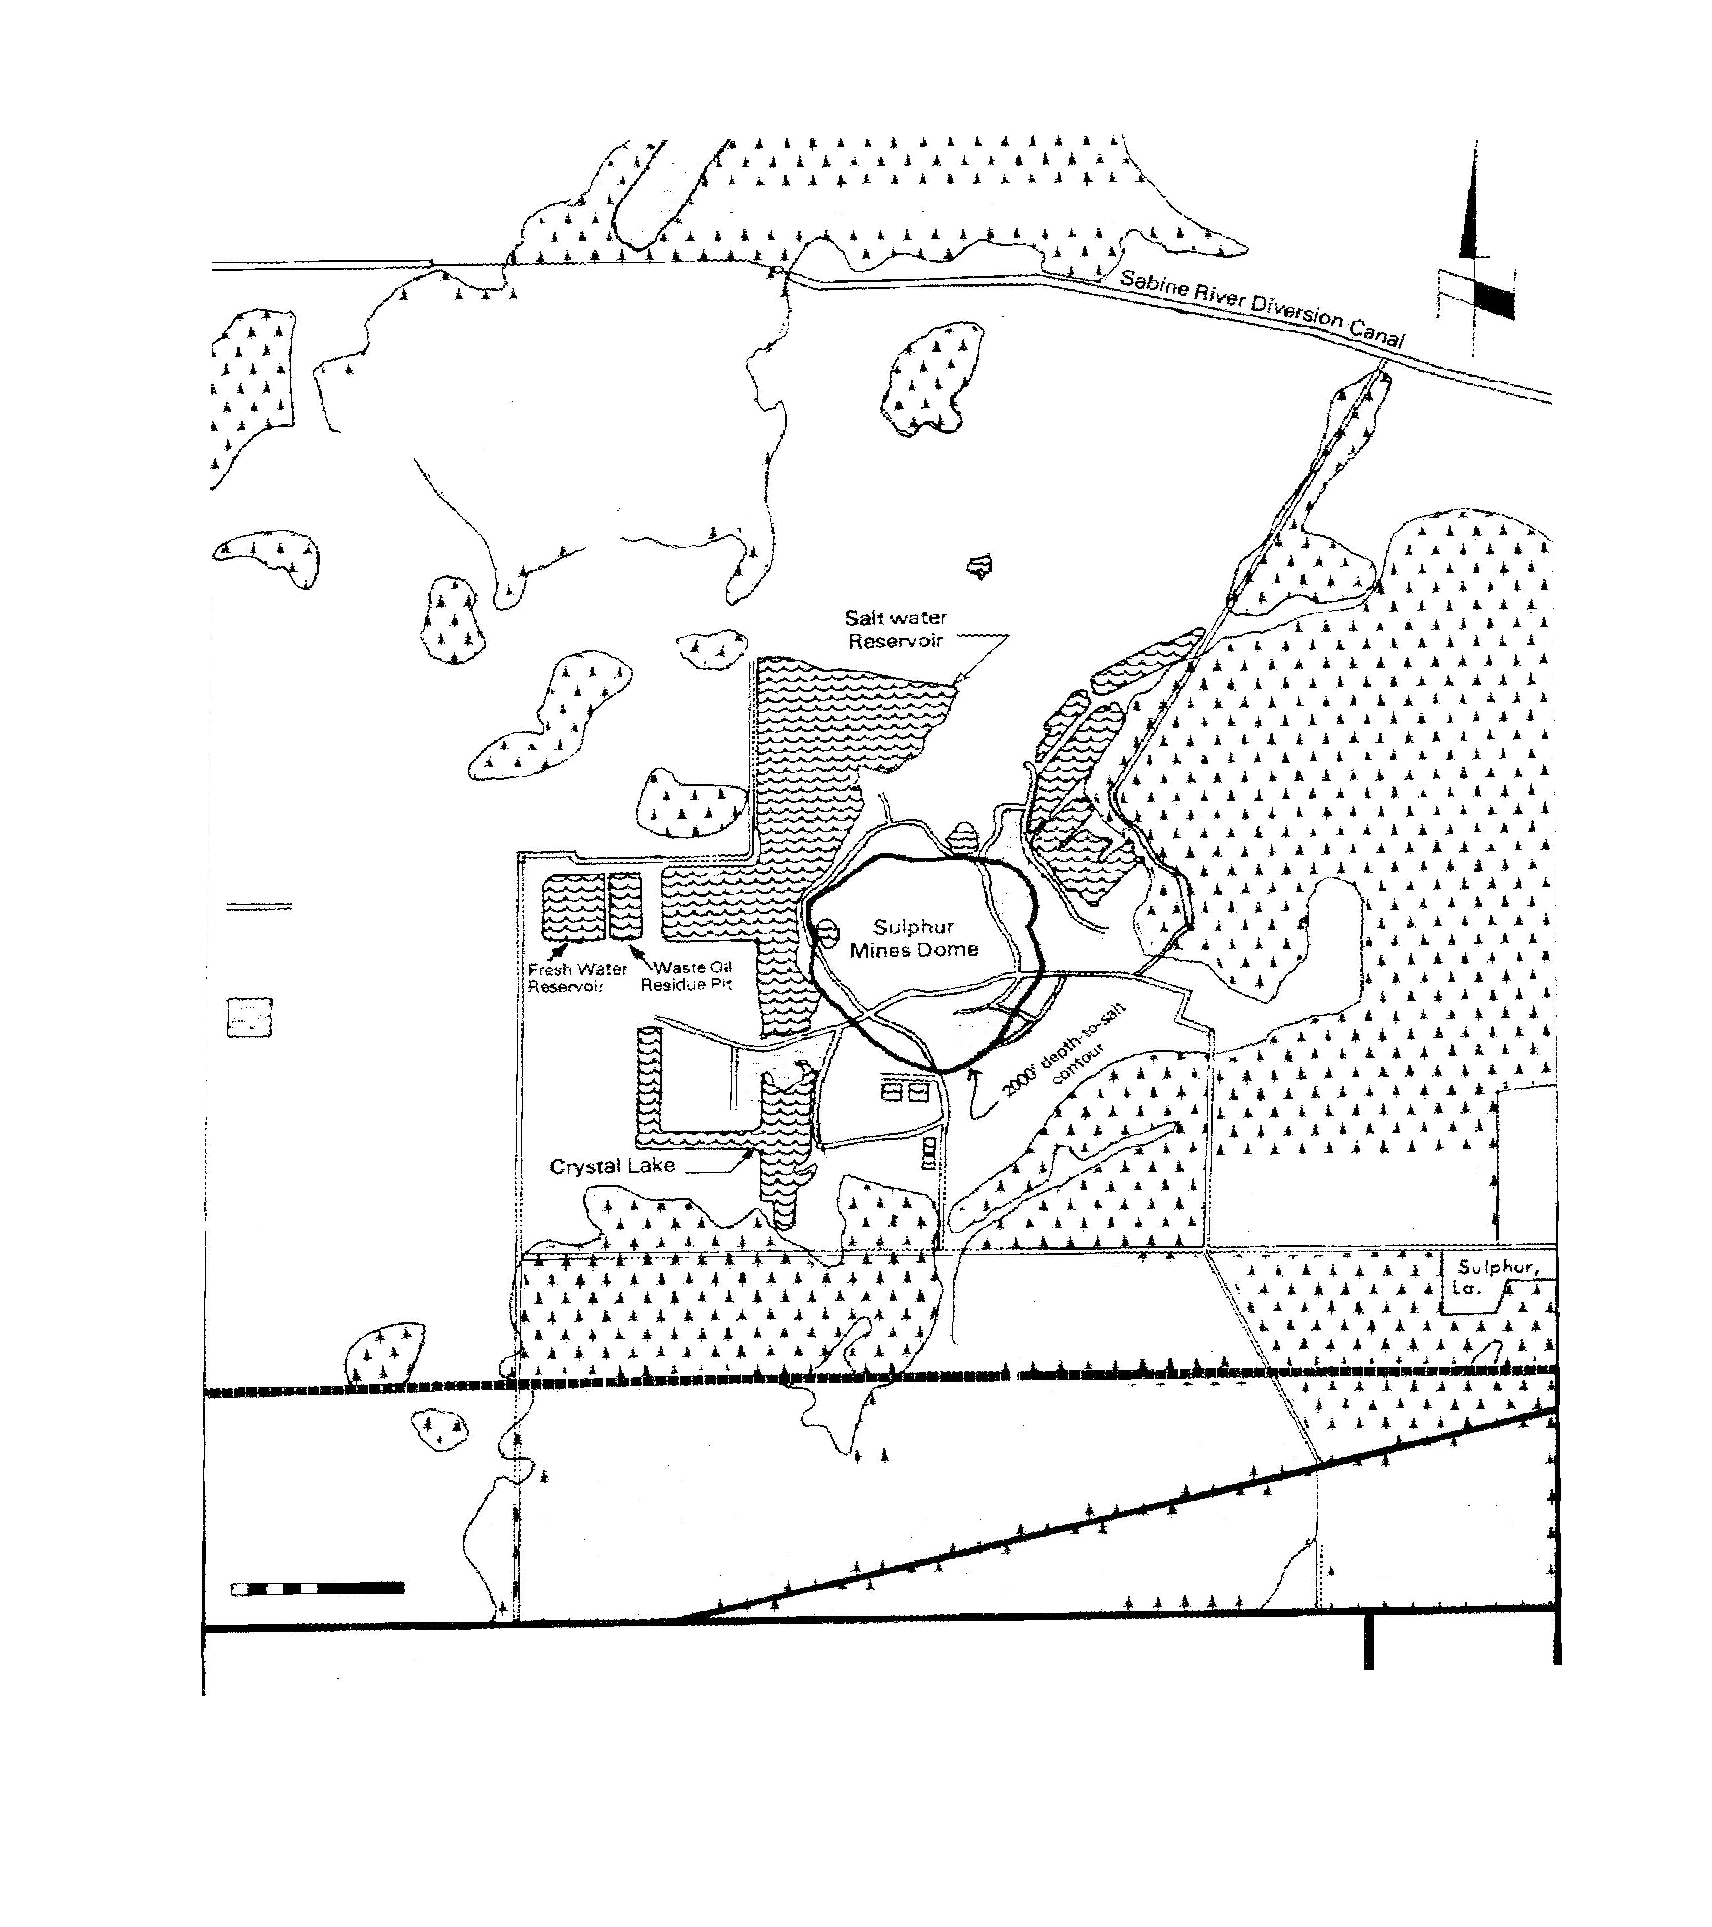 Sabine River Diversion Canal
Salt water
Reservoir
Sulphur
Mines Dome
Fresh Water
Reservoir
Waste Oil
Residue Pit
2000' depth-to-salt
contour
Crystal Lake
Sulphur,
La.